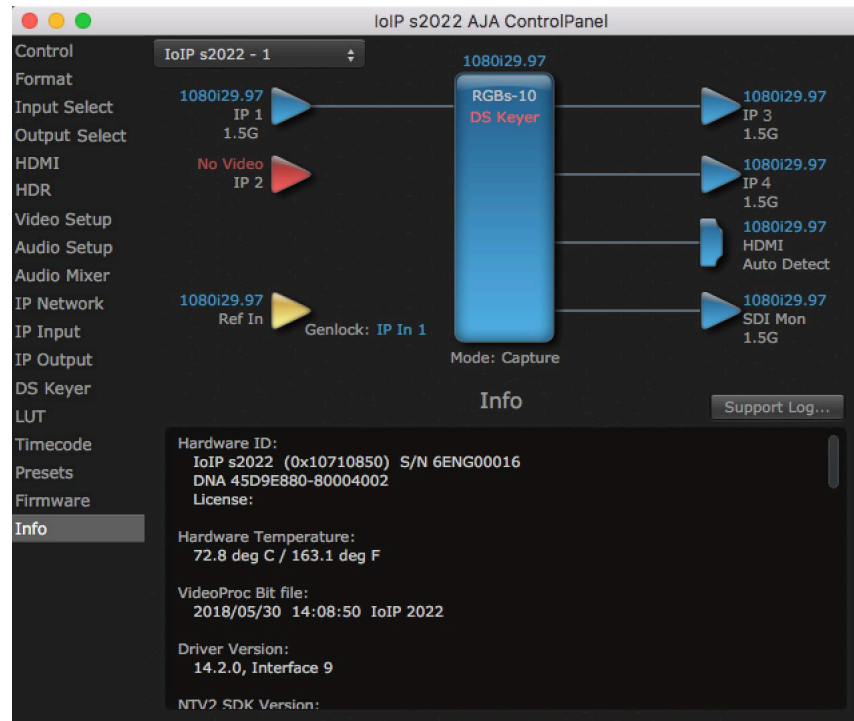 IoIP s2022 AJA ControlPanel
Control
Format
Input Select
Output Select
HDMI
HDR
Video Setup
Audio Setup
Audio Mixer
IP Network
IP Input
IP Output
DS Keyer
LUT
Timecode
Presets
Firmware
Info
IoIP s2022 - 1
1080i29.97
IP 1
1.5G
No Video
IP 2
1080i29.97
Ref In
Genlock: IP In 1
1080i29.97
RGBs-10
DS Keyer
Mode: Capture
1080i29.97
IP 3
1.5G
1080i29.97
IP 4
1.5G
1080i29.97
HDMI
Auto Detect
1080i29.97
SDI Mon
1.5G
Info
Support Log...
Hardware ID:
IoIP s2022 (0x10710850) S/N 6ENG00016
DNA 45D9E880-80004002
License:
Hardware Temperature:
72.8 deg C / 163.1 deg F
VideoProc Bit file:
2018/05/30 14:08:50 IoIP 2022
Driver Version:
14.2.0, Interface 9
NTV2 SDK Version: